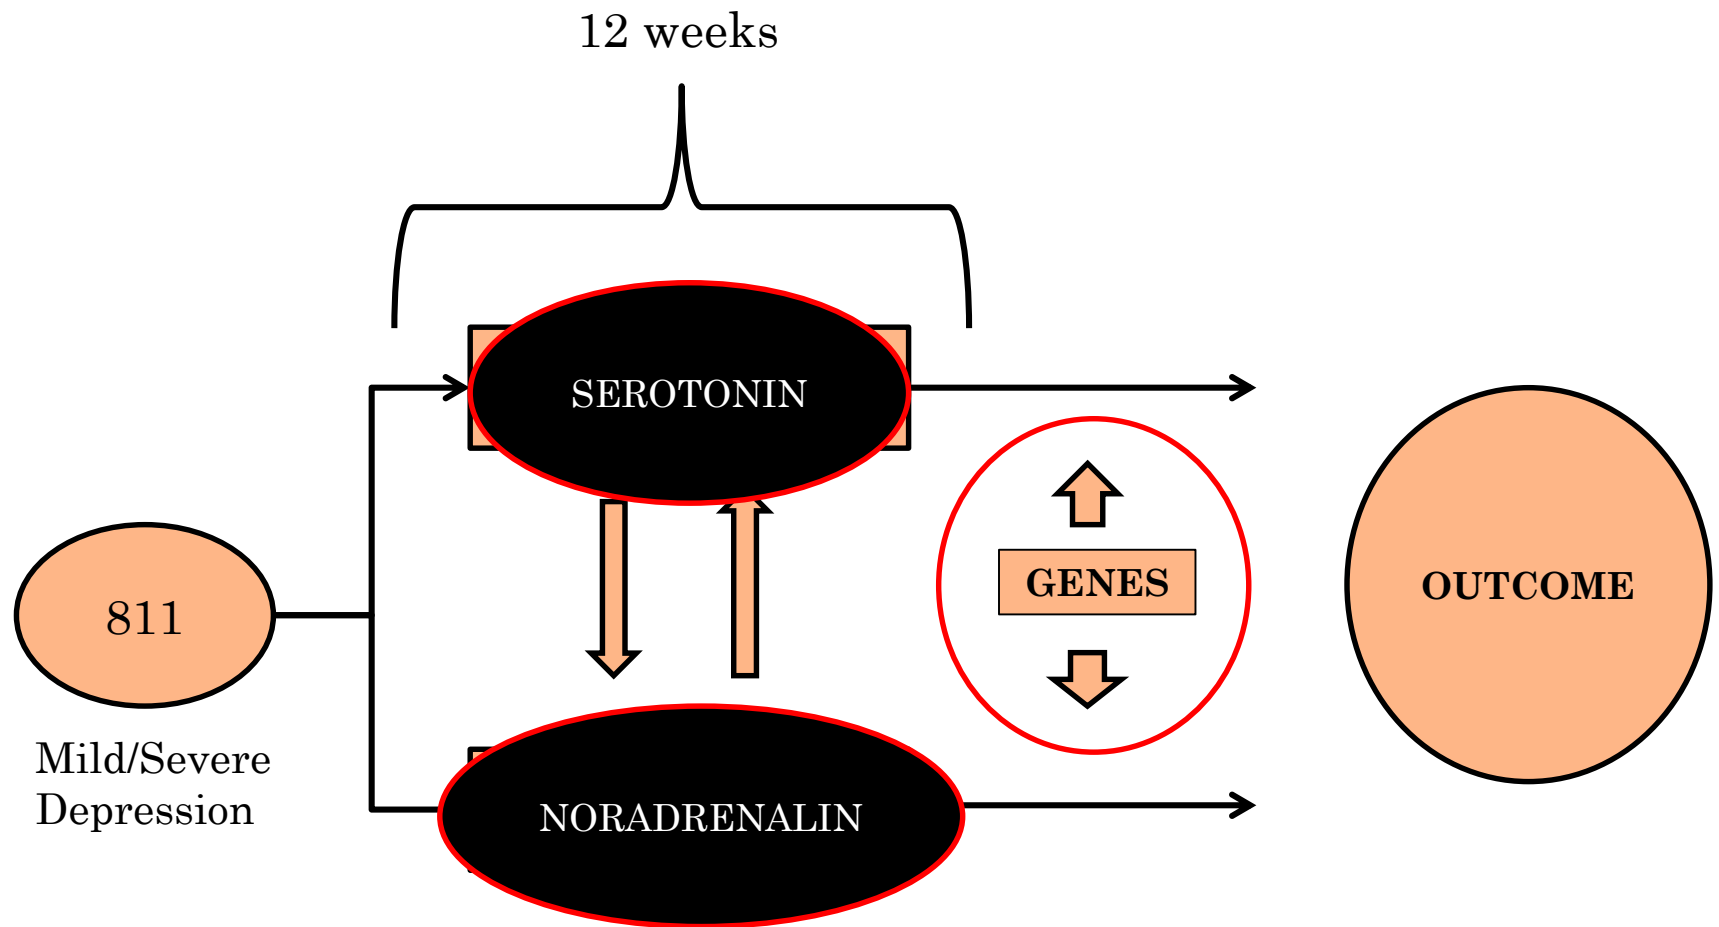 12 weeks
SEROTONIN
GENES
OUTCOME
811
Mild/Severe
Depression
NORADRENALIN